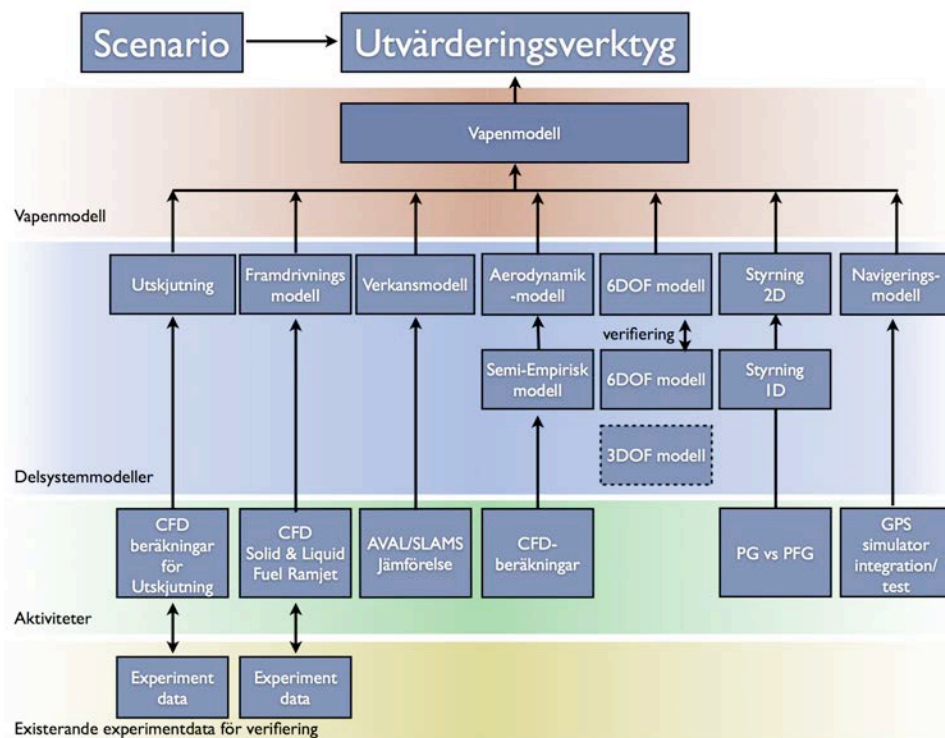 Scenario
Utvärderingsverktyg
Vapenmodell
Vapenmodell
Utskjutning
Framdrivnings
modell
Verkansmodell
Aerodynamik
-modell
6DOF modell
Styrning
2D
Navigerings-
modell
verifiering
Semi-Empirisk
modell
6DOF modell
Styrning
1D
3DOF modell
Delsystemmodeller
CFD
beräkningar
för
Utskjutning
CFD
Solid & Liquid
Fuel Ramjet
AVAL/SLAMS
Jämförelse
CFD-
beräkningar
PG vs PFG
GPS
simulator
integration/
test
Aktiviteter
Experiment
data
Experiment
data
Existerande experimentdata för verifiering